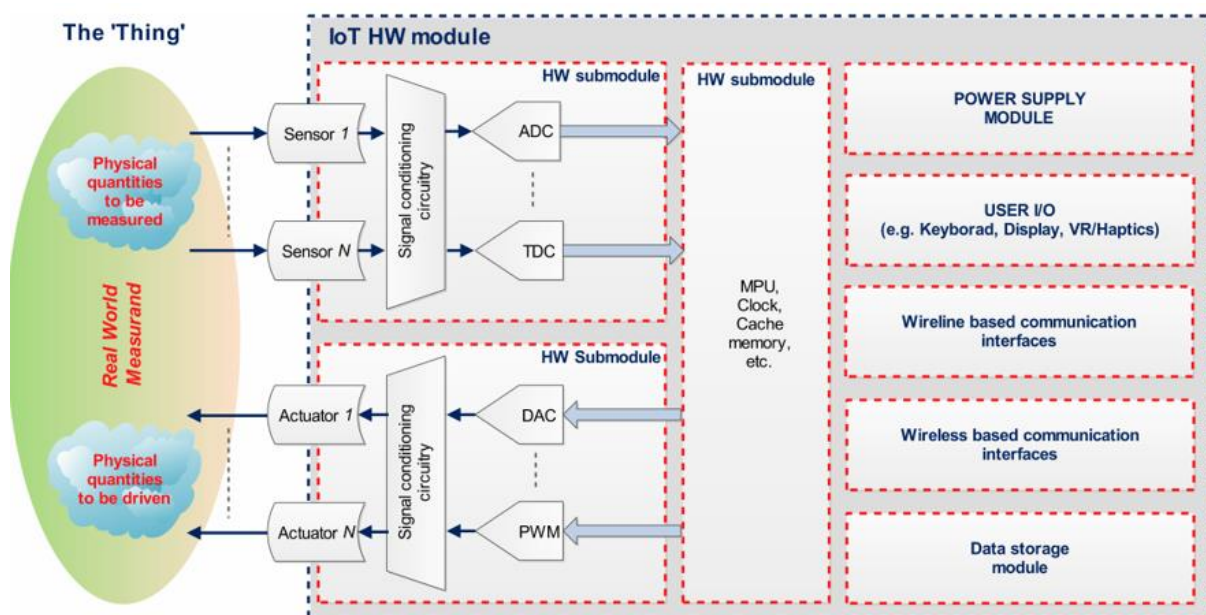 The 'Thing'
IoT HW module
Physical
quantities
to be
measured
Real World
Measurand
Physical
quantities
to be driven
Sensor 1
Sensor N
Signal conditioning
circuitry
HW submodule
ADC
TDC
Actuator 1
Actuator N
Signal conditioning
circuitry
HW Submodule
DAC
PWM
HW submodule
MPU,
Clock,
Cache
memory,
etc.
POWER SUPPLY
MODULE
USER I/O
(e.g. Keyborad, Display, VR/Haptics)
Wireline based communication
interfaces
Wireless based communication
interfaces
Data storage
module